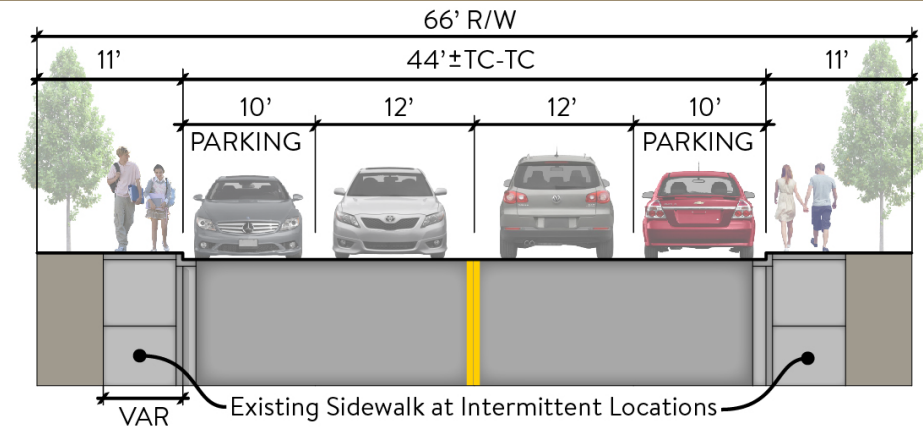 66' R/W
11' 44'±TC-TC 11'
10' 12' 12' 10'
PARKING PARKING
Existing Sidewalk at Intermittent Locations
VAR